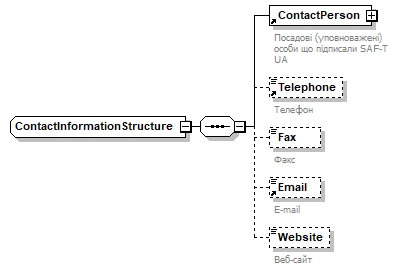 ContactPerson
Посадові (уповноважені)
особи що підписали SAF-T
UA
Telephone
Телефон
ContactInformationStructure
Fax
Факс
Email
E-mail
Website
Веб-сайт